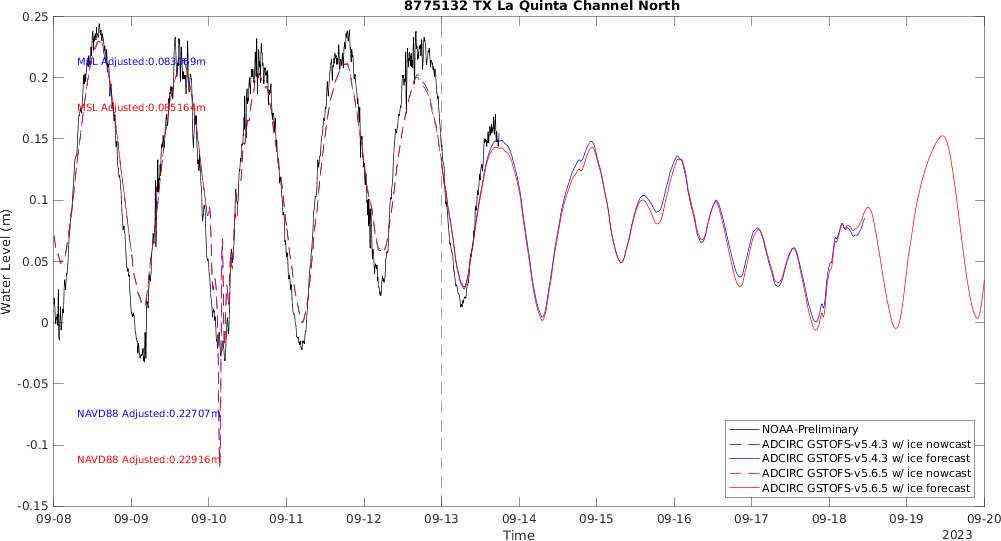 8775132 TX La Quinta Channel North
0.25
0.2
0.15
0.1
0.05
0
-0.05
-0.1
-0.15
Water Level (m)
MSL Adjusted:0.083269m
MSL Adjusted:0.085164m
NAVD88 Adjusted:0.22707m
NAVD88 Adjusted:0.22916m
NOAA-Preliminary
ADCIRC GSTOFS-v5.4.3 w/ ice nowcast
ADCIRC GSTOFS-v5.4.3 w/ ice forecast
ADCIRC GSTOFS-v5.6.5 w/ ice nowcast
ADCIRC GSTOFS-v5.6.5 w/ ice forecast
09-08 09-09 09-10 09-11 09-12 09-13 09-14 09-15 09-16 09-17 09-18 09-19 09-20
Time
2023